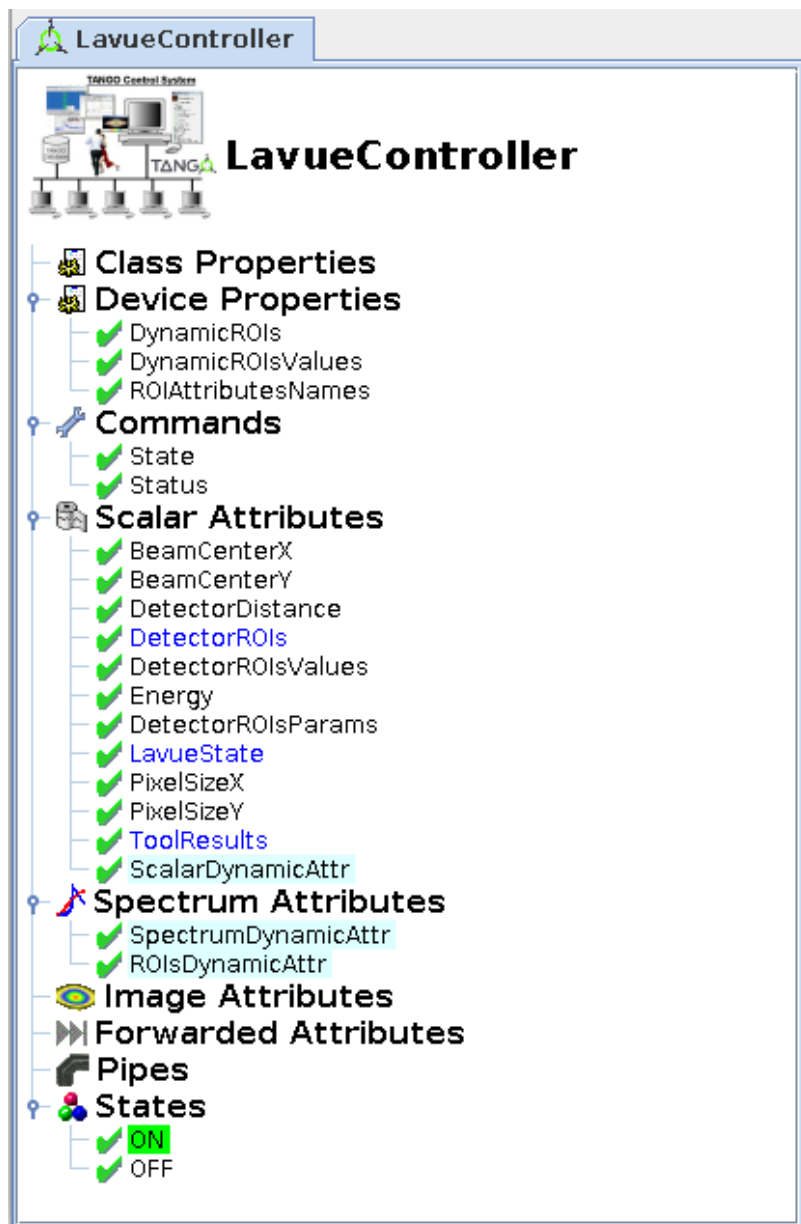 LavueController
TANGO Control System
TANGO
LavueController
Class Properties
Device Properties
DynamicROIs
DynamicROIsValues
ROIAttributesNames
Commands
State
Status
Scalar Attributes
BeamCenterX
BeamCenterY
DetectorDistance
DetectorROIs
DetectorROIsValues
Energy
DetectorROIsParams
LavueState
PixelSizeX
PixelSizeY
ToolResults
ScalarDynamicAttr
Spectrum Attributes
SpectrumDynamicAttr
ROIsDynamicAttr
Image Attributes
Forwarded Attributes
Pipes
States
ON
OFF